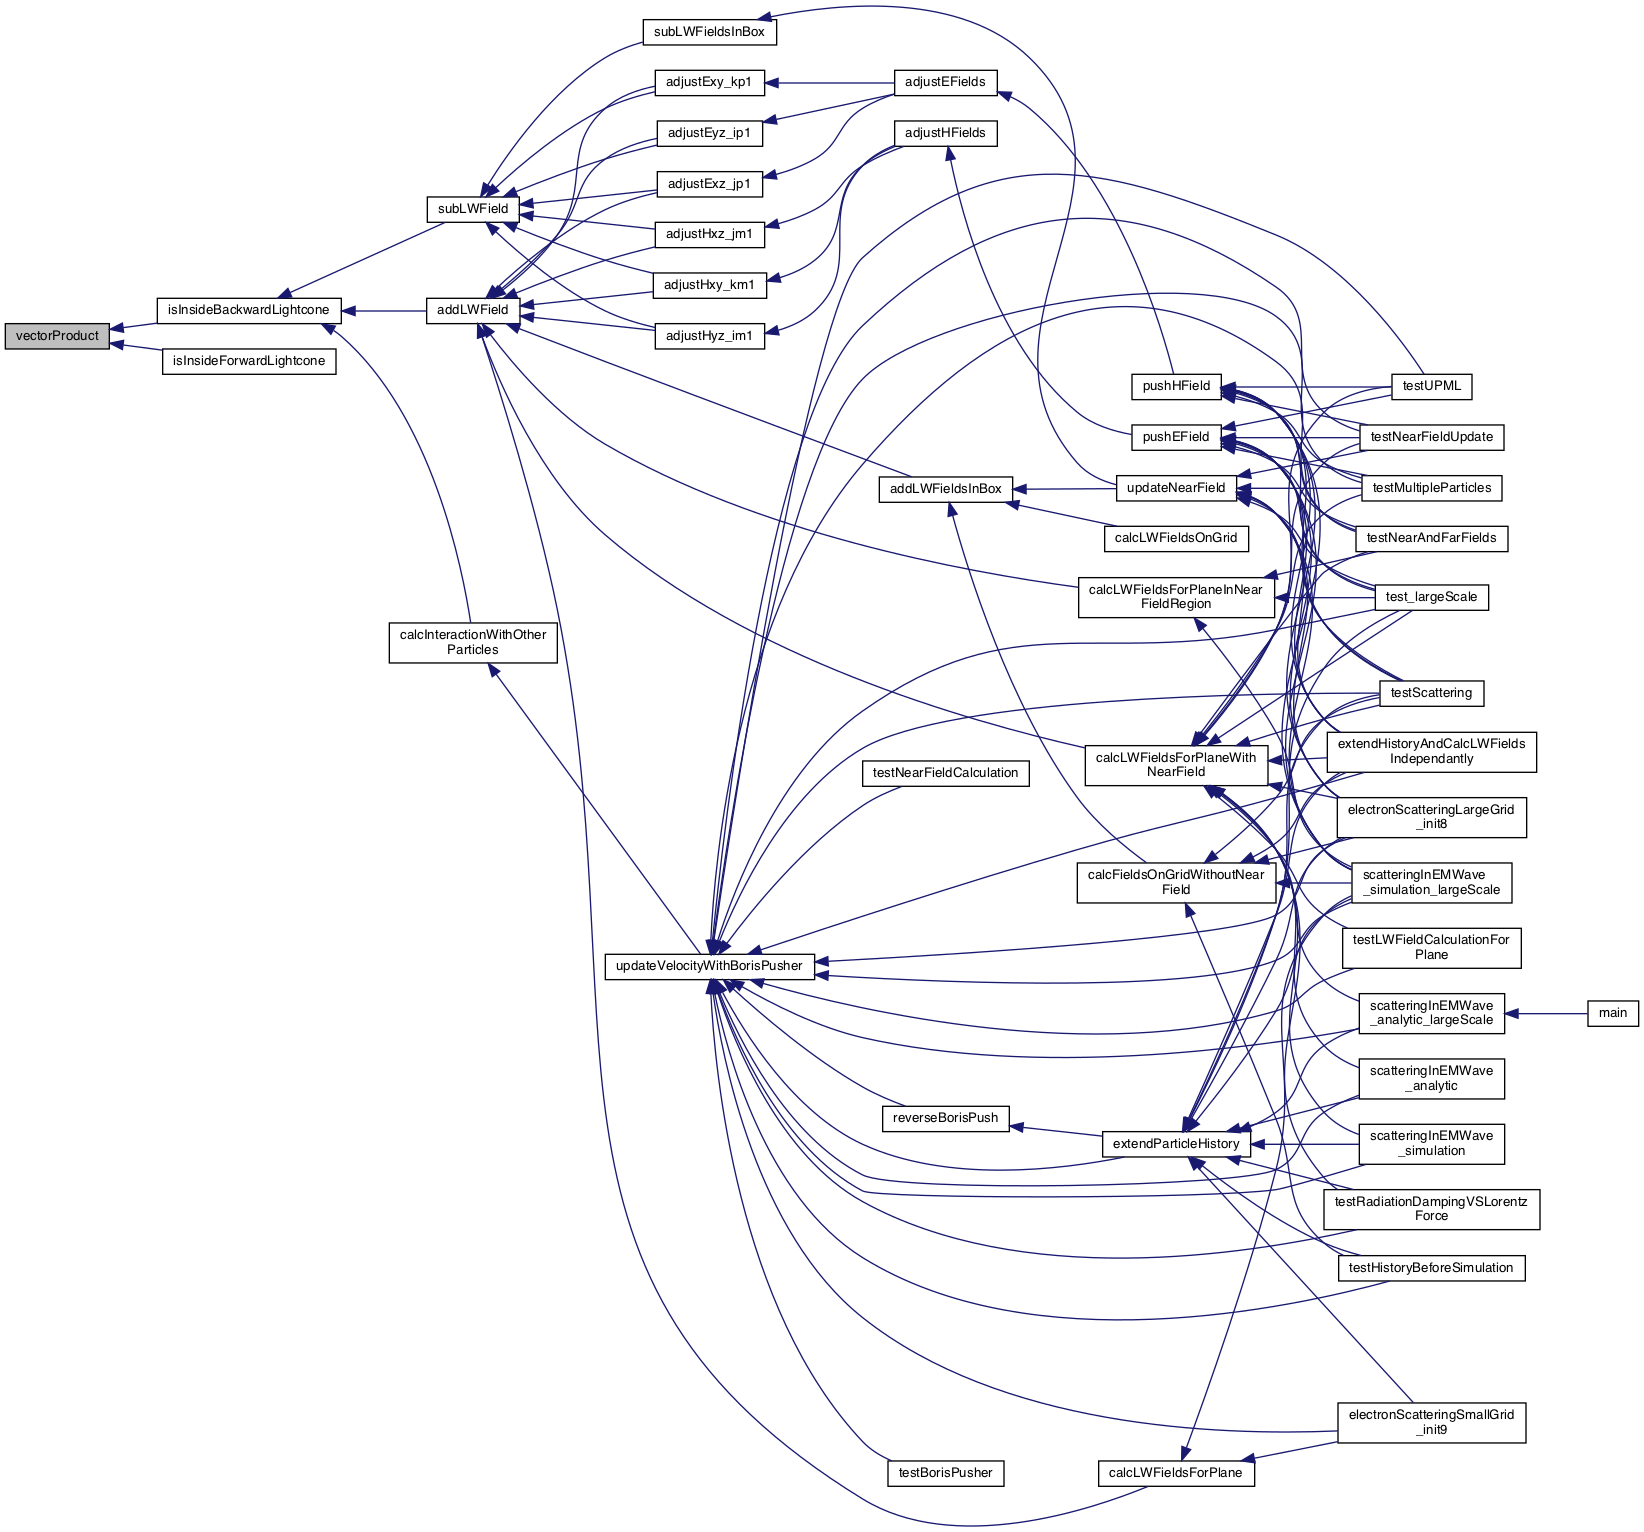 subLWFieldsInBox
adjustExy_kp1
adjustEFields
adjustEyz_ip1
adjustHFields
adjustExz_jp1
subLWField
adjustHxz_jm1
adjustHxy_km1
isInsideBackwardLightcone
addLWField
vectorProduct
adjustHyz_im1
isInsideForwardLightcone
pushHField
testUPML
pushEField
testNearFieldUpdate
addLWFieldsInBox
updateNearField
testMultipleParticles
calcLWFieldsOnGrid
testNearAndFarFields
calcLWFieldsForPlaneInNear
FieldRegion
test_largeScale
calcInteractionWithOther
Particles
testScattering
calcLWFieldsForPlaneWith
NearField
extendHistoryAndCalcLWFields
Independantly
testNearFieldCalculation
electronScatteringLargeGrid
_init8
calcFieldsOnGridWithoutNear
Field
scatteringInEMWave
_simulation_largeScale
testLWFieldCalculationFor
Plane
updateVelocityWithBorisPusher
scatteringInEMWave
_analytic_largeScale
main
scatteringInEMWave
_analytic
reverseBorisPush
extendParticleHistory
scatteringInEMWave
_simulation
testRadiationDampingVSLorentz
Force
testHistoryBeforeSimulation
electronScatteringSmallGrid
_init9
testBorisPusher
calcLWFieldsForPlane